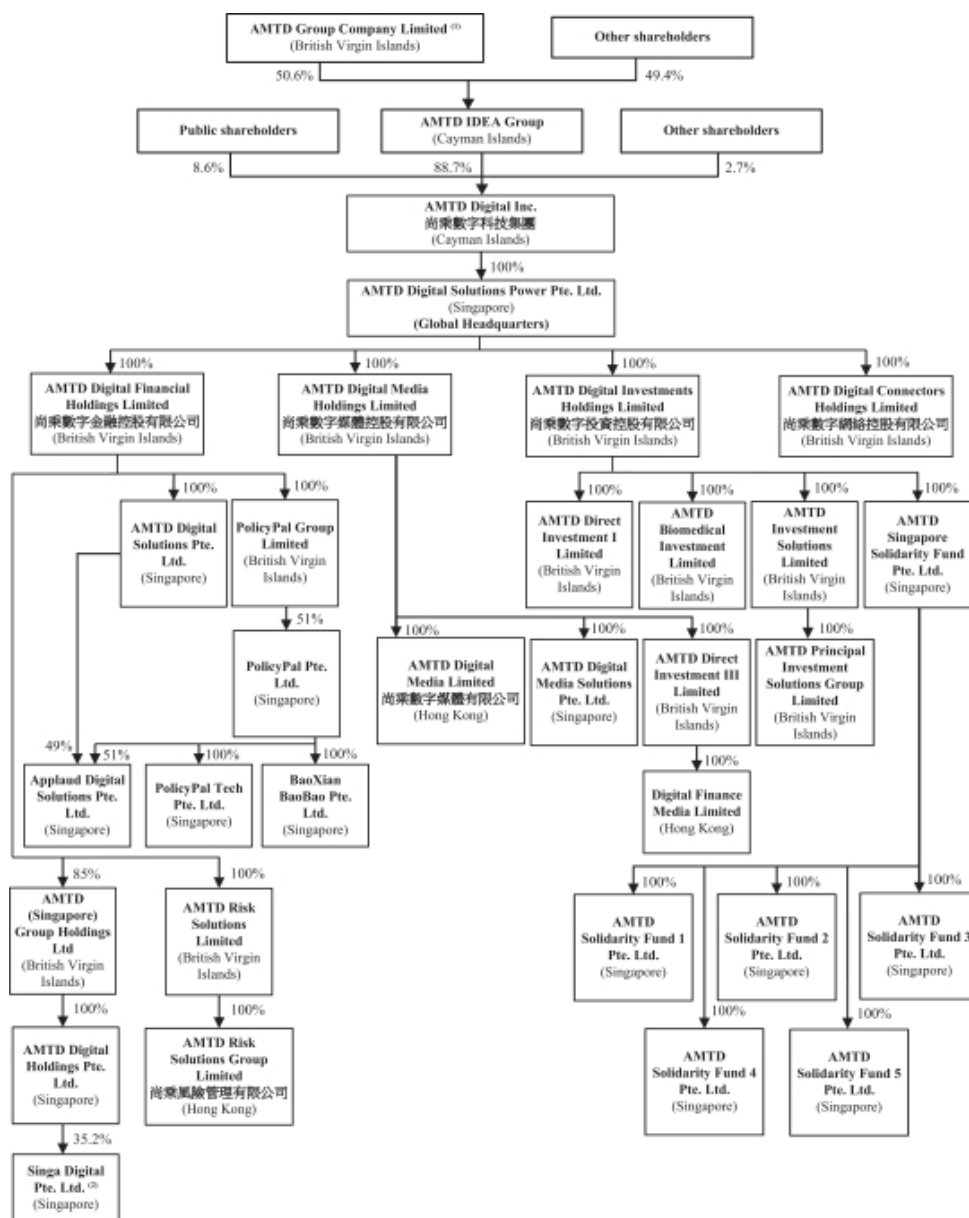 AMTD Group Company Limited (1)
(British Virgin Islands)
Other shareholders
50.6%
49.4%
Public shareholders
AMTD IDEA Group
(Cayman Islands)
Other shareholders
8.6%
88.7%
2.7%
AMTD Digital Inc.
尚乘數字科技集團
(Cayman Islands)
100%
AMTD Digital Solutions Power Pte. Ltd.
(Singapore)
(Global Headquarters)
100%
100%
100%
100%
AMTD Digital Financial
Holdings Limited
尚乘數字金融控股有限公司
(British Virgin Islands)
AMTD Digital Media
Holdings Limited
尚乘數字媒體控股有限公司
(British Virgin Islands)
AMTD Digital Investments
Holdings Limited
尚乘數字投資控股有限公司
(British Virgin Islands)
AMTD Digital Connectors
Holdings Limited
尚乘數字網絡控股有限公司
(British Virgin Islands)
100%
100%
100%
100%
100%
100%
AMTD Digital
Solutions Pte.
Ltd.
(Singapore)
PolicyPal Group
Limited
(British Virgin
Islands)
AMTD Direct
Investment I
Limited
(British Virgin
Islands)
AMTD
Biomedical
Investment
Limited
(British Virgin
Islands)
AMTD
Investment
Solutions
Limited
(British Virgin
Islands)
AMTD
Singapore
Solidarity Fund
Pte. Ltd.
(Singapore)
51%
100%
100%
100%
100%
PolicyPal Pte.
Ltd.
(Singapore)
AMTD Digital
Media Limited
尚乘數字媒體有限公司
(Hong Kong)
AMTD Digital
Media Solutions
Pte. Ltd.
(Singapore)
AMTD Direct
Investment III
Limited
(British Virgin
Islands)
AMTD Principal
Investment
Solutions Group
Limited
(British Virgin
Islands)
49%
51%
100%
100%
100%
Applaud Digital
Solutions Pte.
Ltd.
(Singapore)
PolicyPal Tech
Pte. Ltd.
(Singapore)
BaoXian
BaoBao Pte.
Ltd.
(Singapore)
Digital Finance
Media Limited
(Hong Kong)
85%
100%
100%
100%
100%
AMTD
(Singapore)
Group Holdings
Ltd
(British Virgin
Islands)
AMTD Risk
Solutions
Limited
(British Virgin
Islands)
AMTD
Solidarity Fund 1
Pte. Ltd.
(Singapore)
AMTD
Solidarity Fund 2
Pte. Ltd.
(Singapore)
AMTD
Solidarity Fund 3
Pte. Ltd.
(Singapore)
100%
100%
100%
100%
AMTD Digital
Holdings Pte.
Ltd.
(Singapore)
AMTD Risk
Solutions Group
Limited
尚乘風險管理有限公司
(Hong Kong)
AMTD
Solidarity Fund 4
Pte. Ltd.
(Singapore)
AMTD
Solidarity Fund 5
Pte. Ltd.
(Singapore)
35.2%
Singa Digital
Pte. Ltd. (2)
(Singapore)